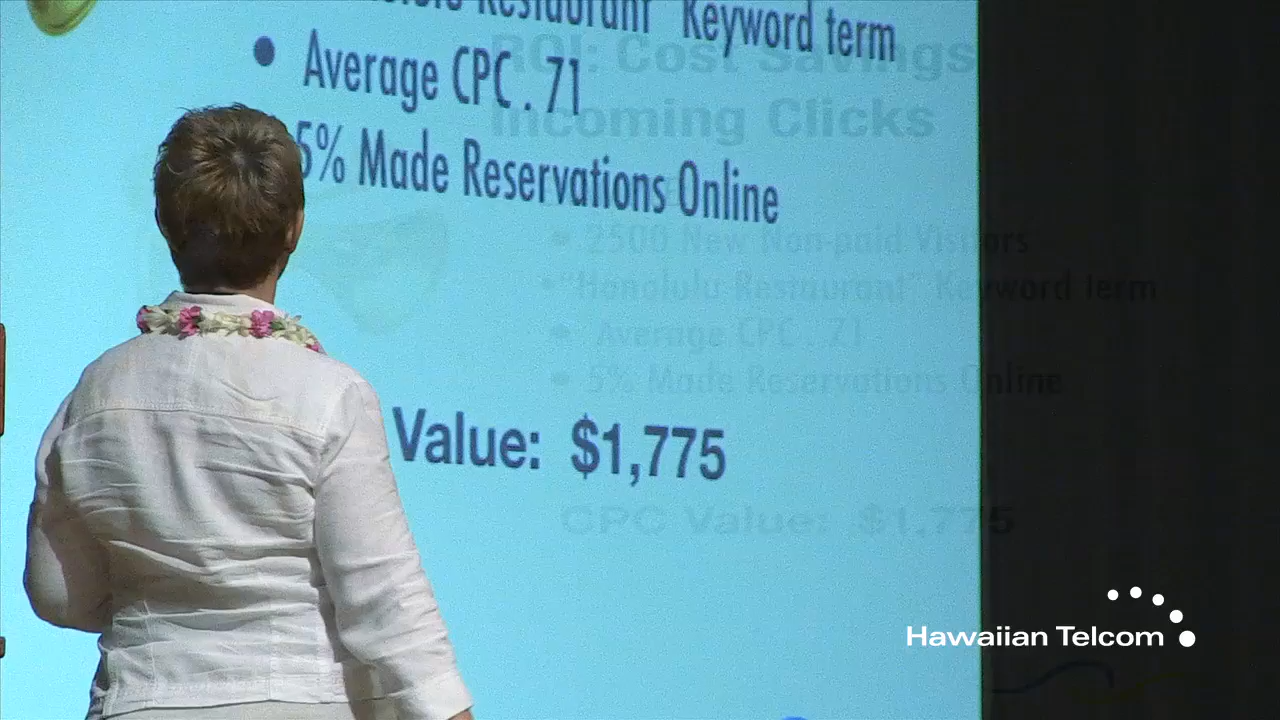 Restaurant" Keyword term
• Average CPC . 71
5% Made Reservations Online
Value: $1,775
ROI: Cost Savings
Incoming Clicks
• 2500 New Non-paid Visitors
• "Honolulu Restaurant" Keyword term
• Average CPC . 71
• 5% Made Reservations Online
CPC Value: $1,775
Hawaiian Telcom